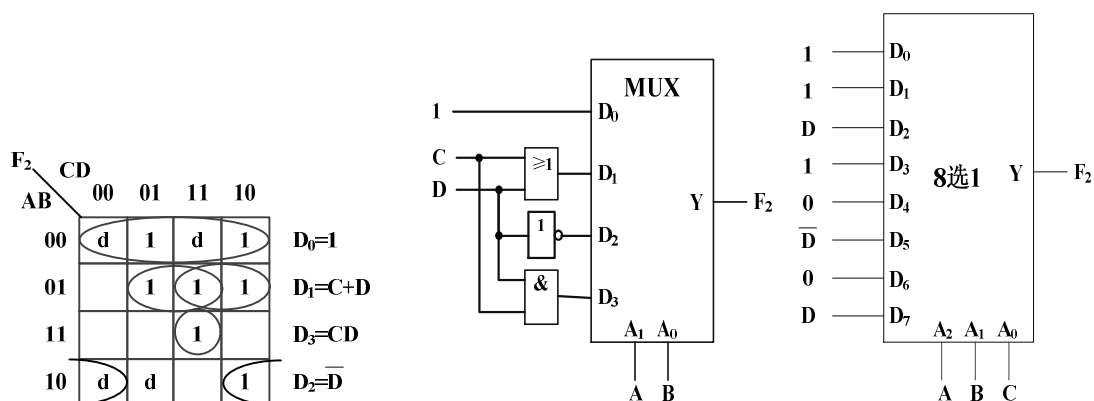 F₂ CD
AB 00 01 11 10
00 d 1 d 1 D₀=1
01 1 1 1 D₁=C+D
11 1 D₃=CD
10 d d 1 D₂=D̅
MUX
1 D₀
C ≥1 D₁
D
1 D₂
& D₃
Y F₂
A₁ A₀
A B
1 D₀
1 D₁
D D₂
1 D₃
8选1 Y F₂
0 D₄
D̅ D₅
0 D₆
D D₇
A₂ A₁ A₀
A B C